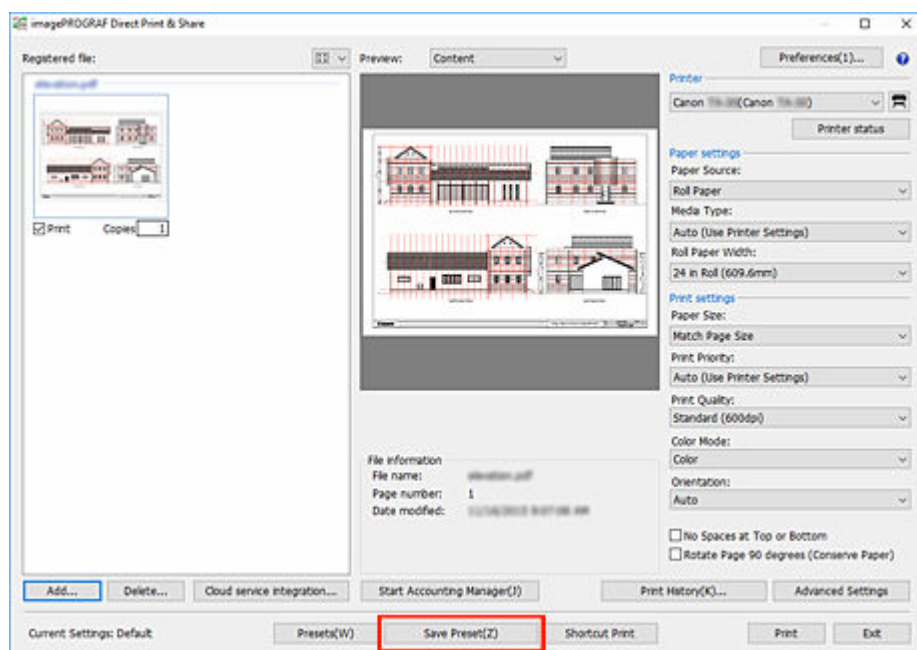 imagePROGRAF Direct Print & Share
Registered file:
Preview: Content
Preferences(1)...
Print
Copies 1
File information
File name:
Page number: 1
Date modified:
Printer
Canon (Canon )
Printer status
Paper settings
Paper Source:
Roll Paper
Media Type:
Auto (Use Printer Settings)
Roll Paper Width:
24 in Roll (609.6mm)
Print settings
Paper Size:
Match Page Size
Print Priority:
Auto (Use Printer Settings)
Print Quality:
Standard (600dpi)
Color Mode:
Color
Orientation:
Auto
No Spaces at Top or Bottom
Rotate Page 90 degrees (Conserve Paper)
Add... Delete... Cloud service integration... Start Accounting Manager(J) Print History(K)... Advanced Settings
Current Settings: Default Presets(W) Save Preset(Z) Shortcut Print Print Exit